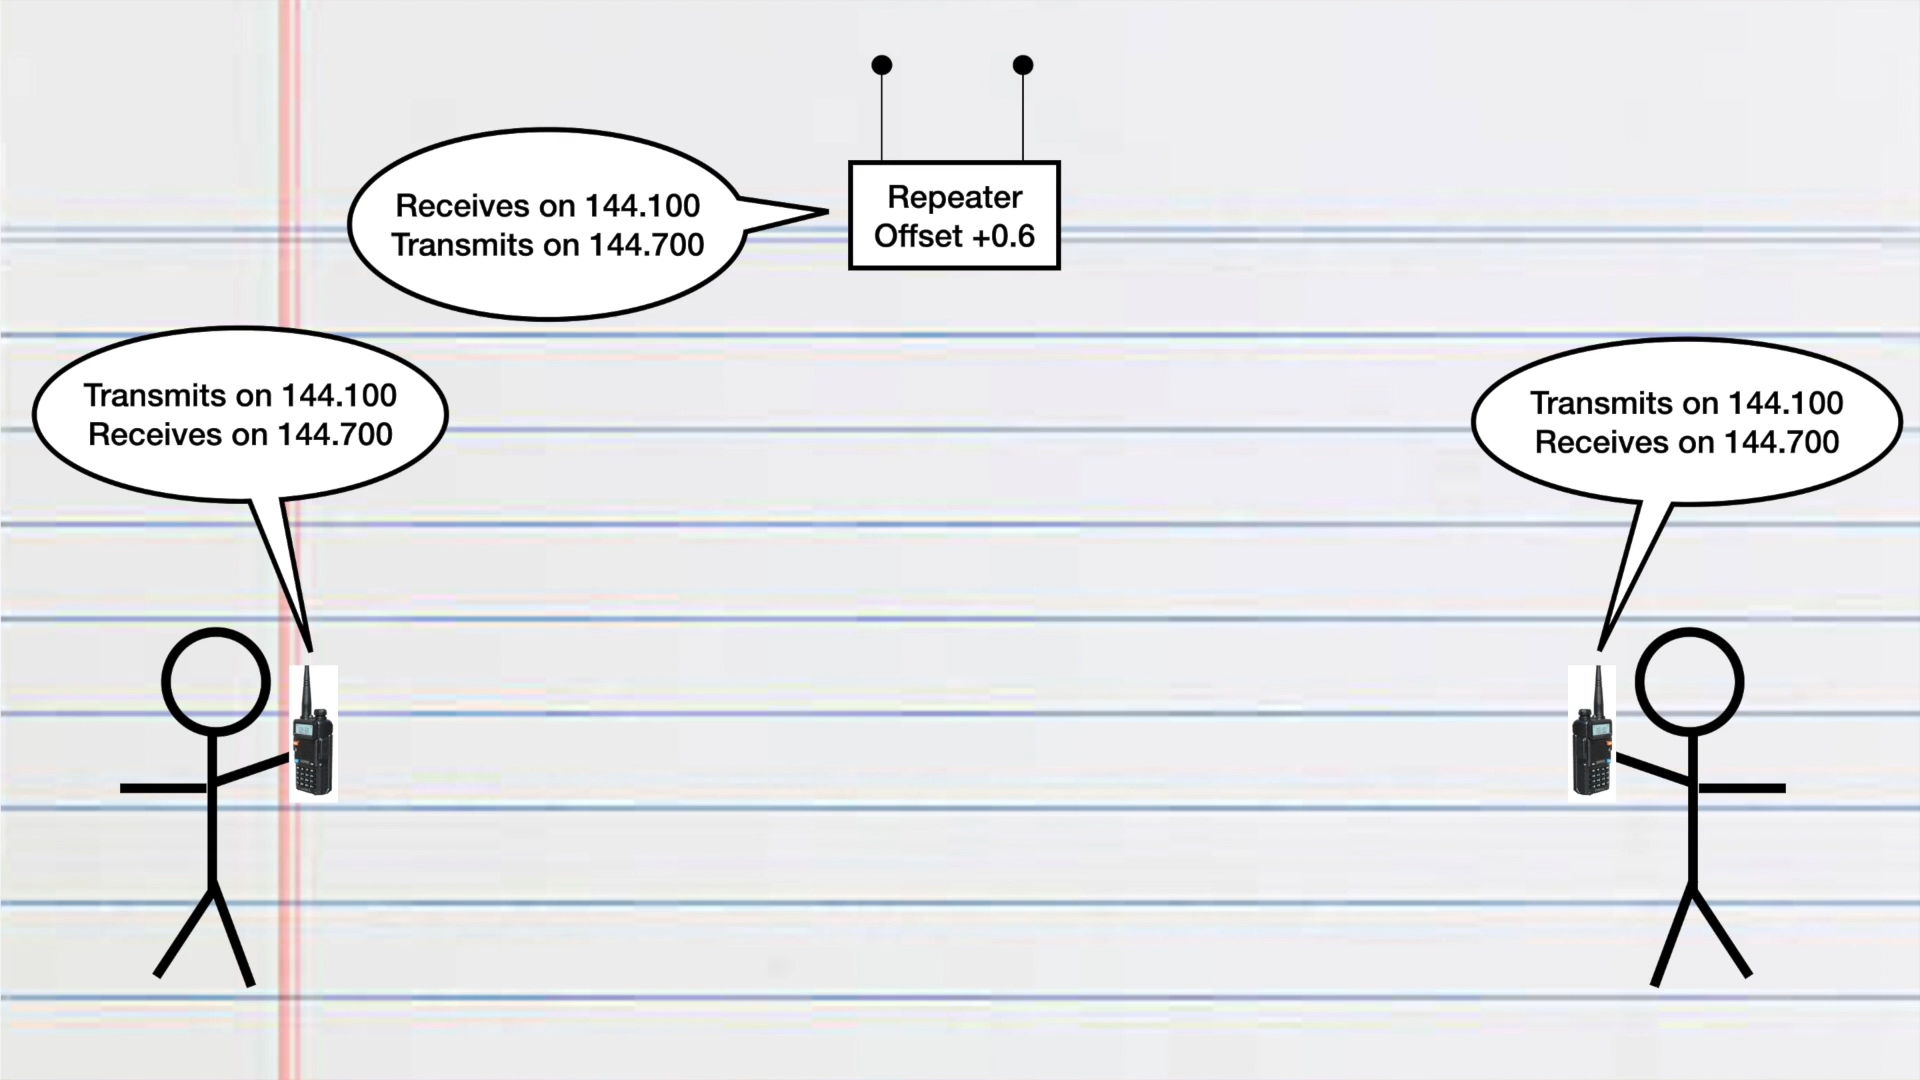 Receives on 144.100
Transmits on 144.700
Repeater
Offset +0.6
Transmits on 144.100
Receives on 144.700
Transmits on 144.100
Receives on 144.700